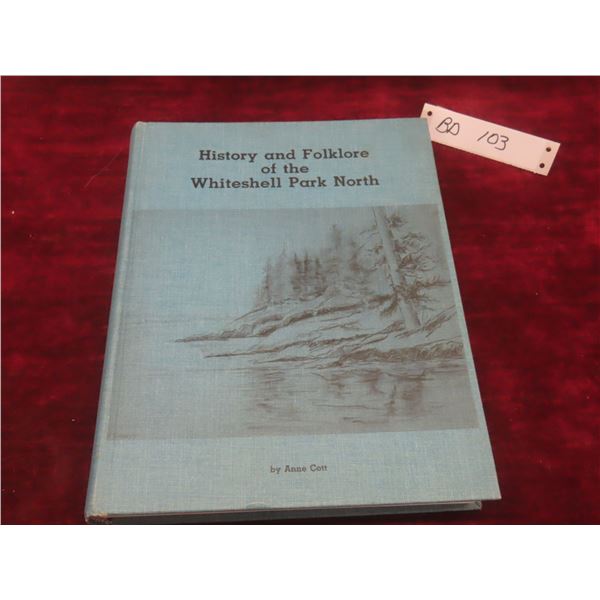 History and Folklore
of the
Whiteshell Park North
by Anne Cott
BD 103